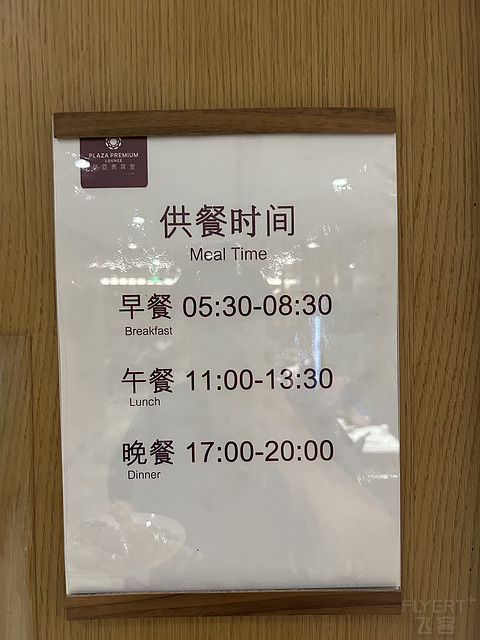 PLAZA PREMIUM
LOUNGE
供餐时间
Meal Time
早餐 05:30-08:30
Breakfast
午餐 11:00-13:30
Lunch
晚餐 17:00-20:00
Dinner
FLYERT
飞客